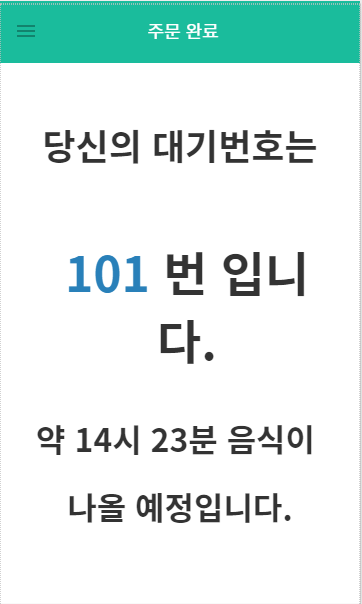 주문 완료
당신의 대기번호는
101 번 입니
다.
약 14시 23분 음식이
나올 예정입니다.